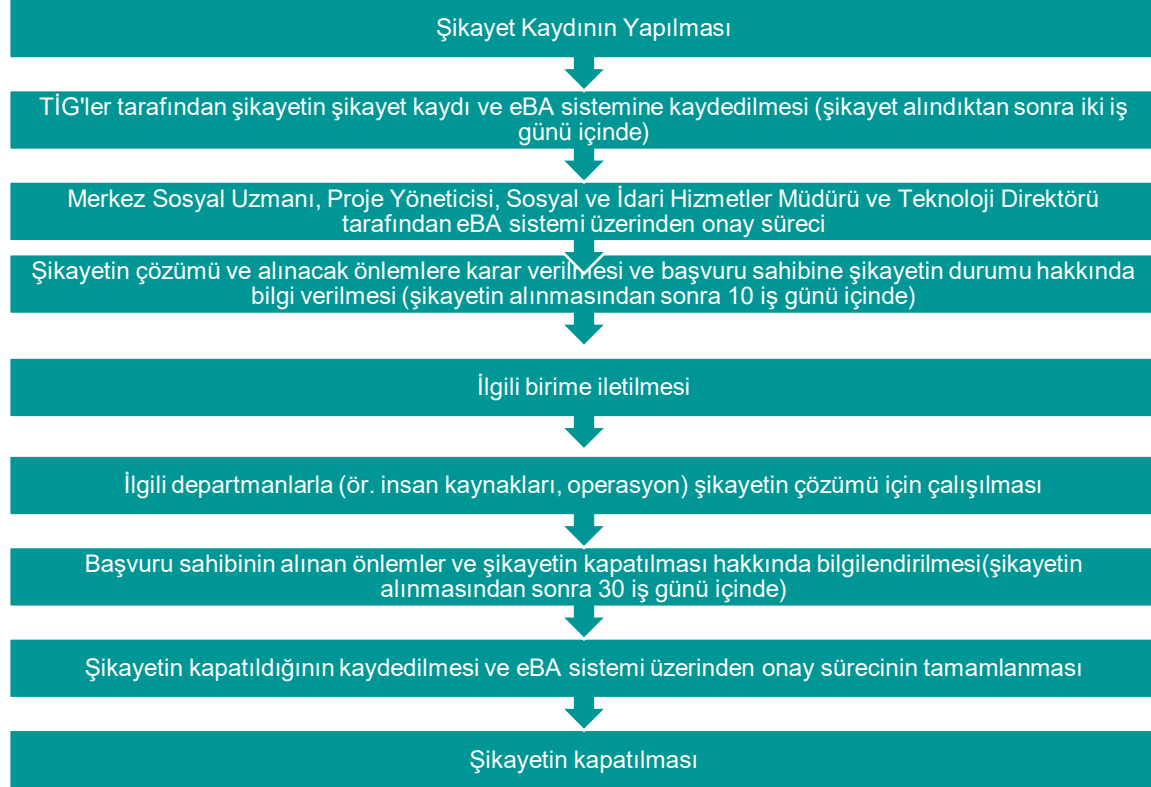 Şikayet Kaydının Yapılması
TİG'ler tarafından şikayetin şikayet kaydı ve eBA sistemine kaydedilmesi (şikayet alındıktan sonra iki iş
günü içinde)
Merkez Sosyal Uzmanı, Proje Yöneticisi, Sosyal ve İdari Hizmetler Müdürü ve Teknoloji Direktörü
tarafından eBA sistemi üzerinden onay süreci
Şikayetin çözümü ve alınacak önlemlere karar verilmesi ve başvuru sahibine şikayetin durumu hakkında
bilgi verilmesi (şikayetin alınmasından sonra 10 iş günü içinde)
İlgili birime iletilmesi
İlgili departmanlarla (ör. insan kaynakları, operasyon) şikayetin çözümü için çalışılması
Başvuru sahibinin alınan önlemler ve şikayetin kapatılması hakkında bilgilendirilmesi(şikayetin
alınmasından sonra 30 iş günü içinde)
Şikayetin kapatıldığının kaydedilmesi ve eBA sistemi üzerinden onay sürecinin tamamlanması
Şikayetin kapatılması